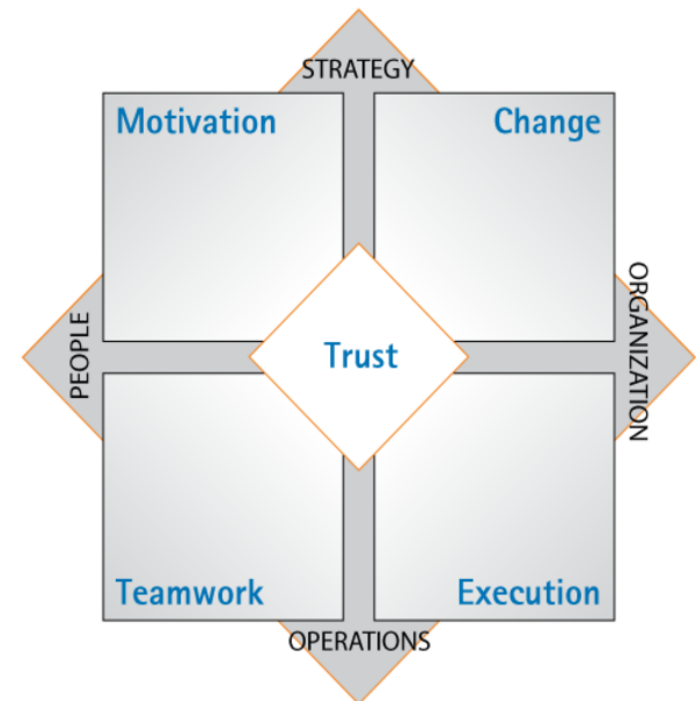 STRATEGY
Motivation
Change
PEOPLE
Trust
ORGANIZATION
Teamwork
Execution
OPERATIONS